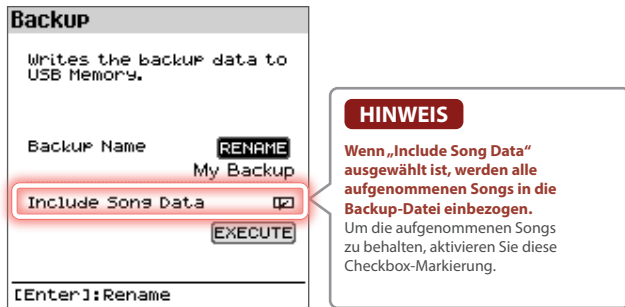 Backup
Writes the backup data to
USB Memory.
Backup Name RENAME
My Backup
Include Song Data
EXECUTE
[Enter]:Rename
HINWEIS
Wenn „Include Song Data“
ausgewählt ist, werden alle
aufgenommenen Songs in die
Backup-Datei einbezogen.
Um die aufgenommenen Songs
zu behalten, aktivieren Sie diese
Checkbox-Markierung.